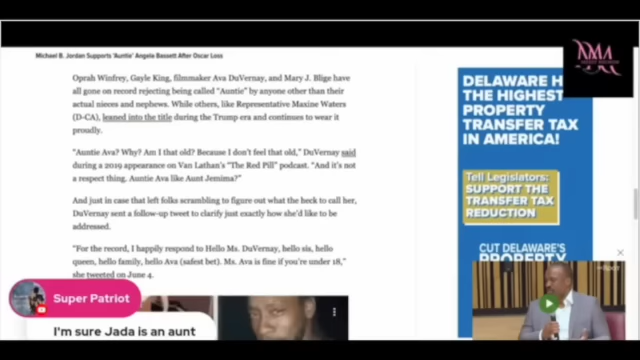 Michael B. Jordan Supports 'Auntie' Angela Bassett After Oscar Loss
Oprah Winfrey, Gayle King, filmmaker Ava DuVernay, and Mary J. Blige have
all gone on record rejecting being called "Auntie" by anyone other than their
actual nieces and nephews. While others, like Representative Maxine Waters
(D-CA), leaned into the title during the Trump era and continues to wear it
proudly.
"Auntie Ava? Why? Am I that old? Because I don't feel that old," DuVernay said
during a 2019 appearance on Van Lathan's "The Red Pill" podcast. "And it's not
a respect thing. Auntie Ava like Aunt Jemima?"
And just in case that left folks scrambling to figure out what the heck to call her,
DuVernay sent a follow-up tweet to clarify just exactly how she'd like to be
addressed.
"For the record, I happily respond to Hello Ms. DuVernay, hello sis, hello
queen, hello family, hello Ava (safest bet). Ms. Ava is fine if you're under 18,"
she tweeted on June 4.
DELAWARE H
THE HIGHEST
PROPERTY
TRANSFER TAX
IN AMERICA!
Tell Legislators:
SUPPORT THE
TRANSFER TAX
REDUCTION
CUT DELAWARE'S
PROPERTY
Super Patriot
I'm sure Jada is an aunt